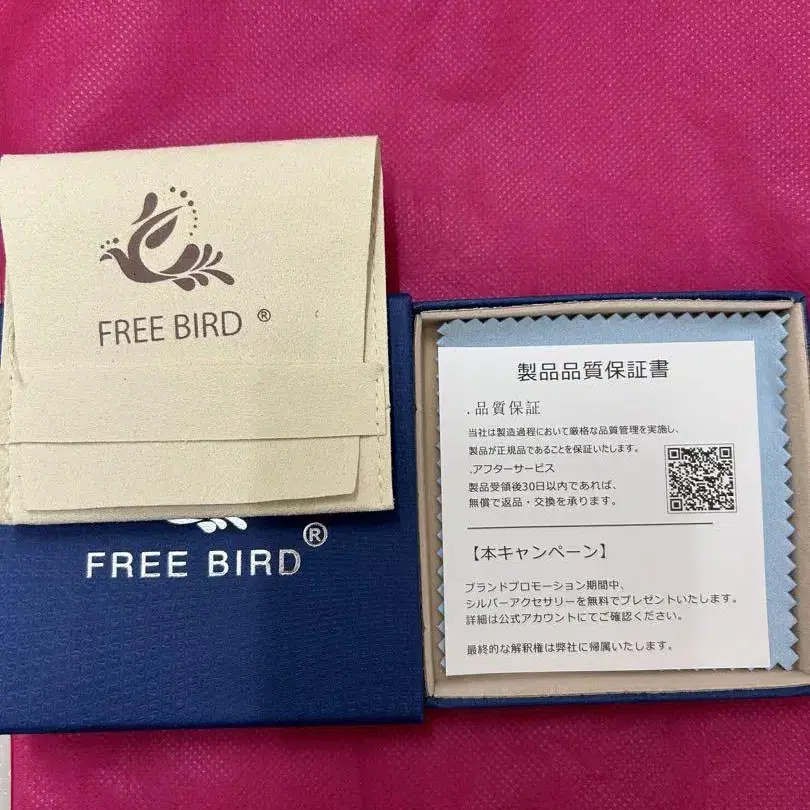 FREE BIRD ®
FREE BIRD ®
製品品質保証書
.品質保証
当社は製造過程において厳格な品質管理を実施し、
製品が正規品であることを保証いたします。
.アフターサービス
製品受領後30日以内であれば、
無償で返品・交換を承ります。
【本キャンペーン】
ブランドプロモーション期間中、
シルバーアクセサリーを無料でプレゼントいたします。
詳細は公式アカウントにてご確認ください。
最終的な解釈権は弊社に帰属いたします。